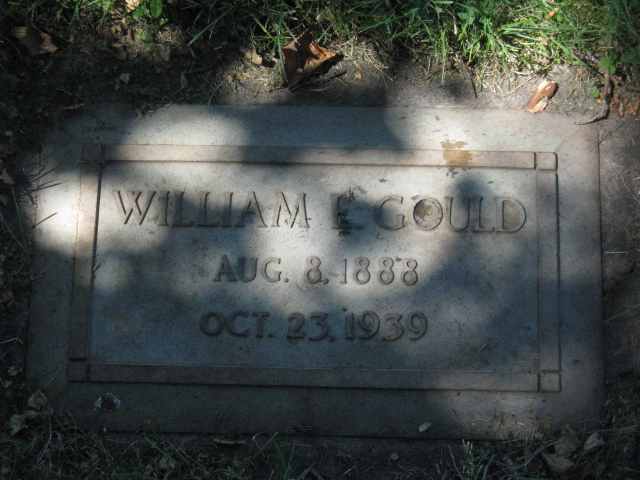 WILLIAM E. GOULD
AUG. 8, 1888
OCT. 23, 1939